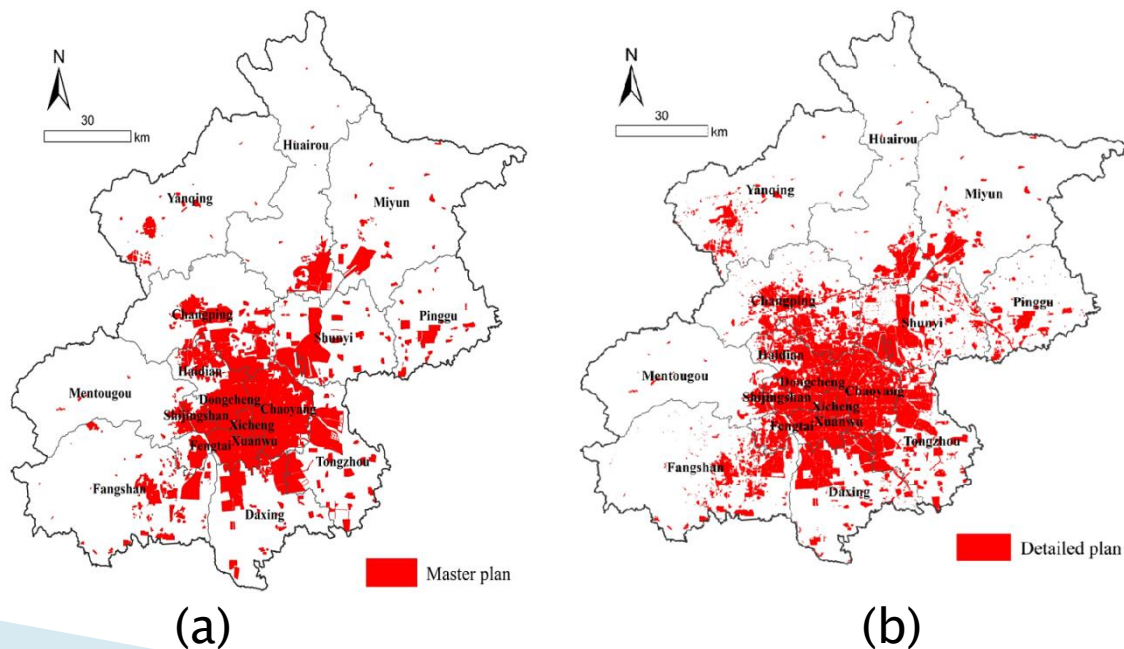 N
30
km
Huairou
Yanqing
Miyun
Changping
Pinggu
Shunyi
Haidian
Mentougou
Dongcheng
Chaoyang
Shijingshan
Xicheng
Xuanwu
Fengtai
Tongzhou
Fangshan
Daxing
Master plan
(a)
N
30
km
Huairou
Yanqing
Miyun
Changping
Pinggu
Shunyi
Haidian
Mentougou
Dongcheng
Chaoyang
Shijingshan
Xicheng
Xuanwu
Fengtai
Tongzhou
Fangshan
Daxing
Detailed plan
(b)